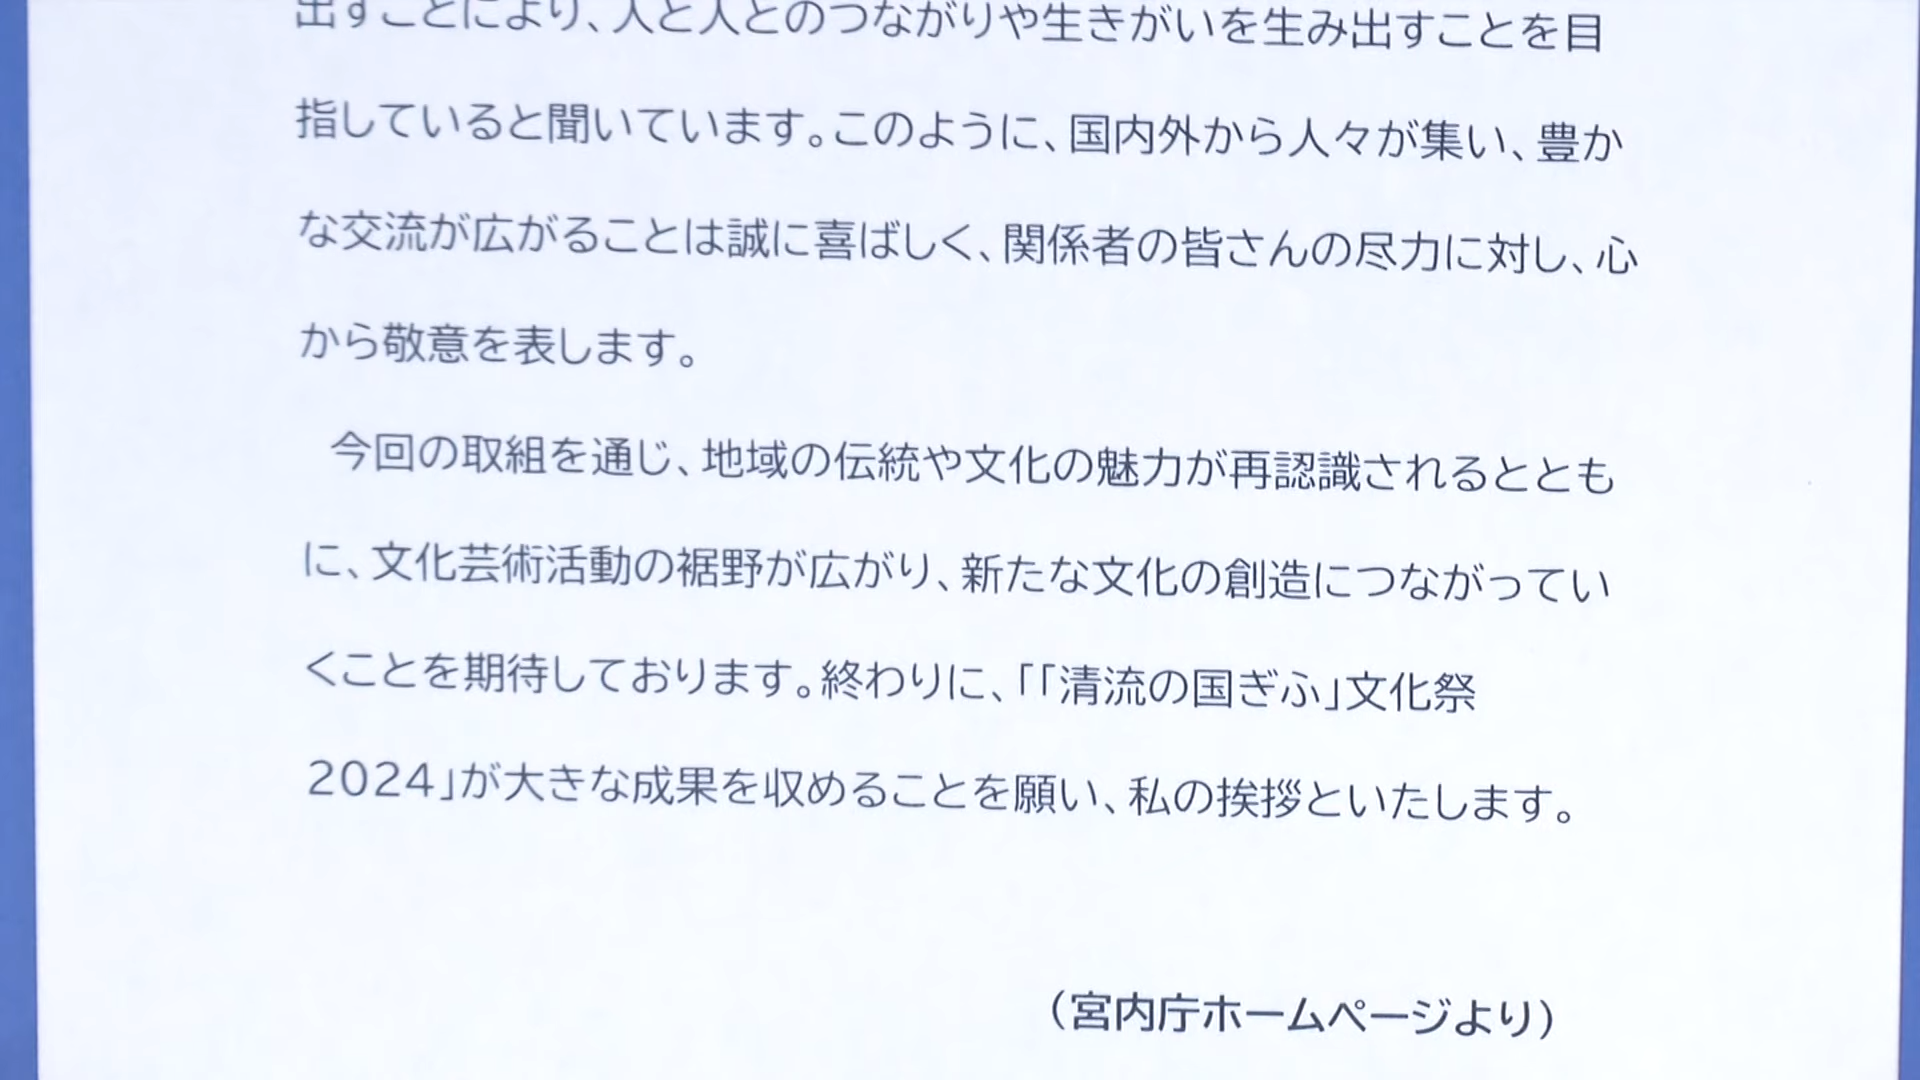 出すことにより、人と人とのつながりや生きがいを生み出すことを目
指していると聞いています。このように、国内外から人々が集い、豊か
な交流が広がることは誠に喜ばしく、関係者の皆さんの尽力に対し、心
から敬意を表します。
今回の取組を通じ、地域の伝統や文化の魅力が再認識されるととも
に、文化芸術活動の裾野が広がり、新たな文化の創造につながってい
くことを期待しております。終わりに、「「清流の国ぎふ」文化祭
2024」が大きな成果を収めることを願い、私の挨拶といたします。
（宮内庁ホームページより）